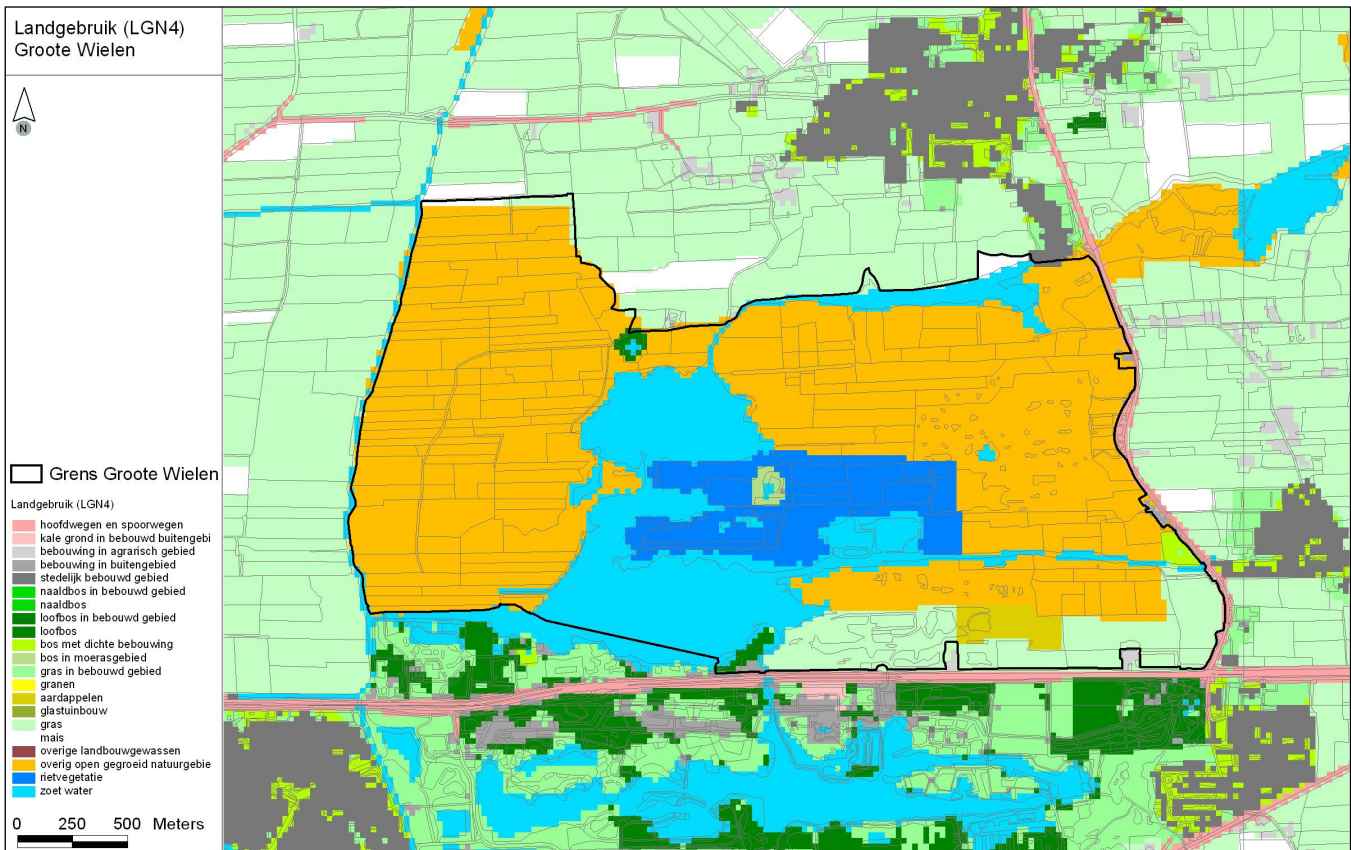 Landgebruik (LGN4)
Groote Wielen
N
Grens Groote Wielen
Landgebruik (LGN4)
hoofdwegen en spoorwegen
kale grond in bebouwd buitengebi
bebouwing in agrarisch gebied
bebouwing in buitengebied
stedelijk bebouwd gebied
naaldbos in bebouwd gebied
naaldbos
loofbos in bebouwd gebied
loofbos
bos met dichte bebouwing
bos in moerasgebied
gras in bebouwd gebied
granen
aardappelen
glastuinbouw
gras
mais
overige landbouwgewassen
overig open gegroeid natuurgebie
rietvegetatie
zoet water
0 250 500 Meters